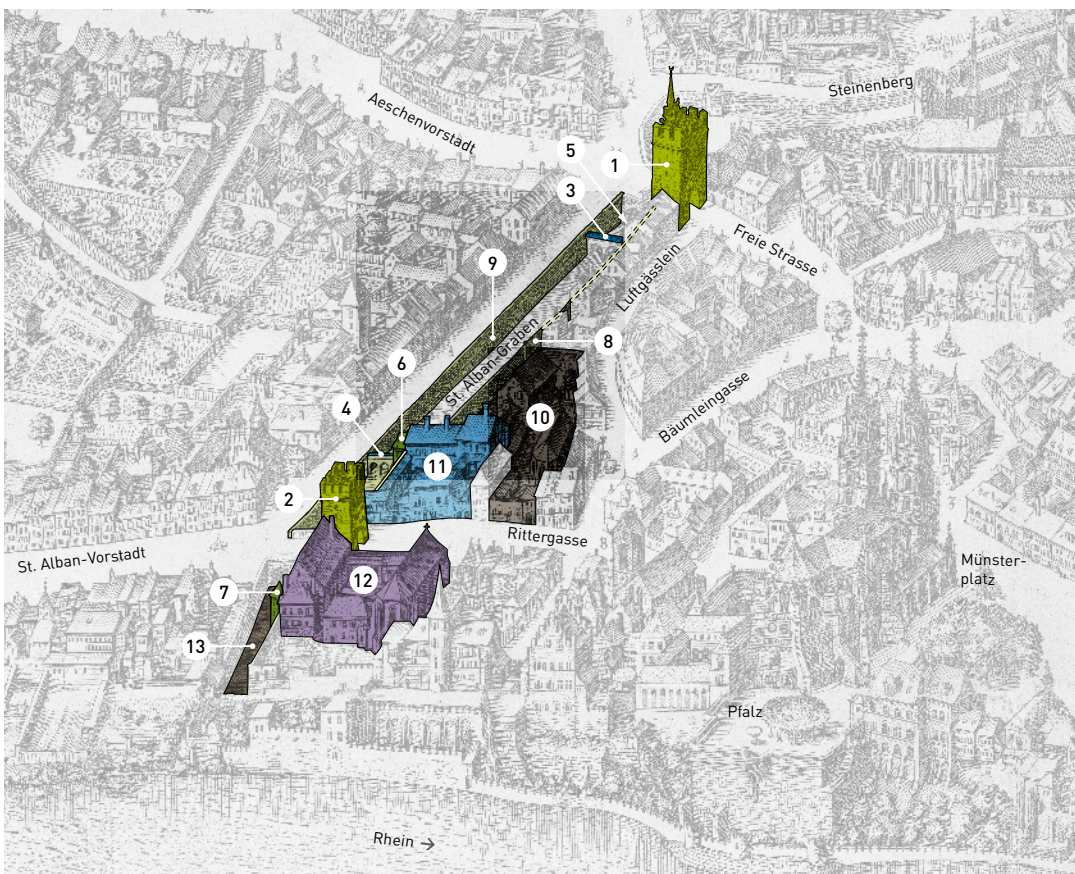 Steinenberg
Aeschenvorstadt
5
1
3
Freie Strasse
9
Luftgässlein
St. Alban-Graben
8
6
4
10
Bäumleingasse
11
2
Rittergasse
St. Alban-Vorstadt
Münster-
platz
12
7
13
Pfalz
Rhein →